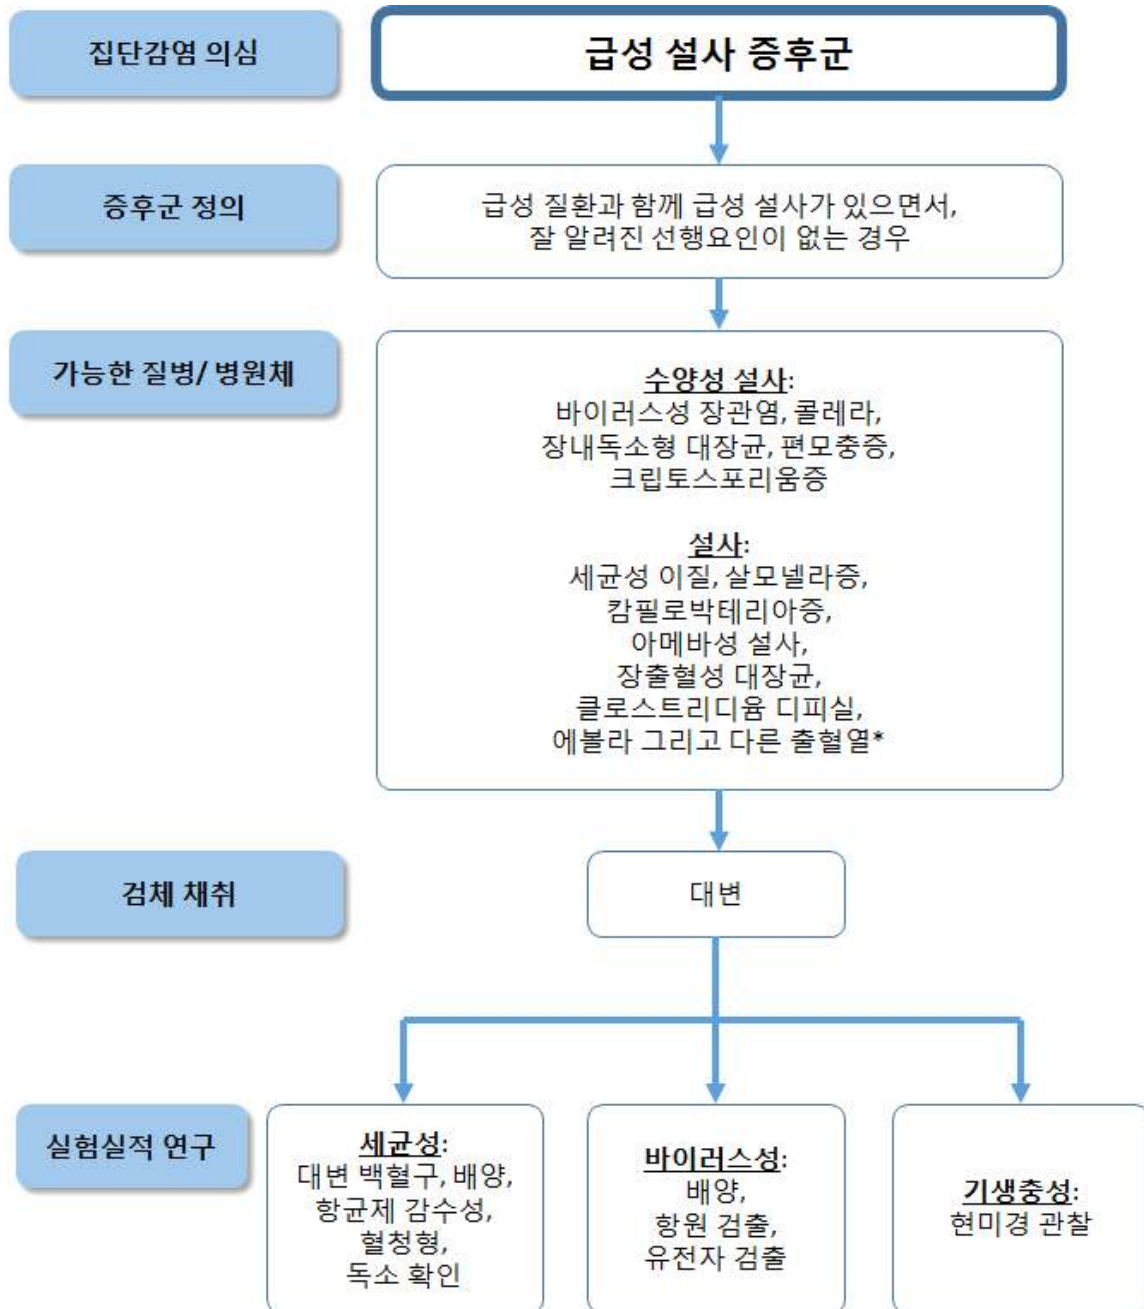 집단감염 의심
급성 설사 증후군
증후군 정의
급성 질환과 함께 급성 설사가 있으면서,
잘 알려진 선행요인이 없는 경우
가능한 질병/ 병원체
수양성 설사:
바이러스성 장관염, 콜레라,
장내독소형 대장균, 편모충증,
크립토스포리움증
설사:
세균성 이질, 살모넬라증,
캄필로박테리아증,
아메바성 설사,
장출혈성 대장균,
클로스트리디윰 디피실,
에볼라 그리고 다른 출혈열*
검체 채취
대변
실험실적 연구
세균성:
대변 백혈구, 배양,
항균제 감수성,
혈청형,
독소 확인
바이러스성:
배양,
항원 검출,
유전자 검출
기생충성:
현미경 관찰